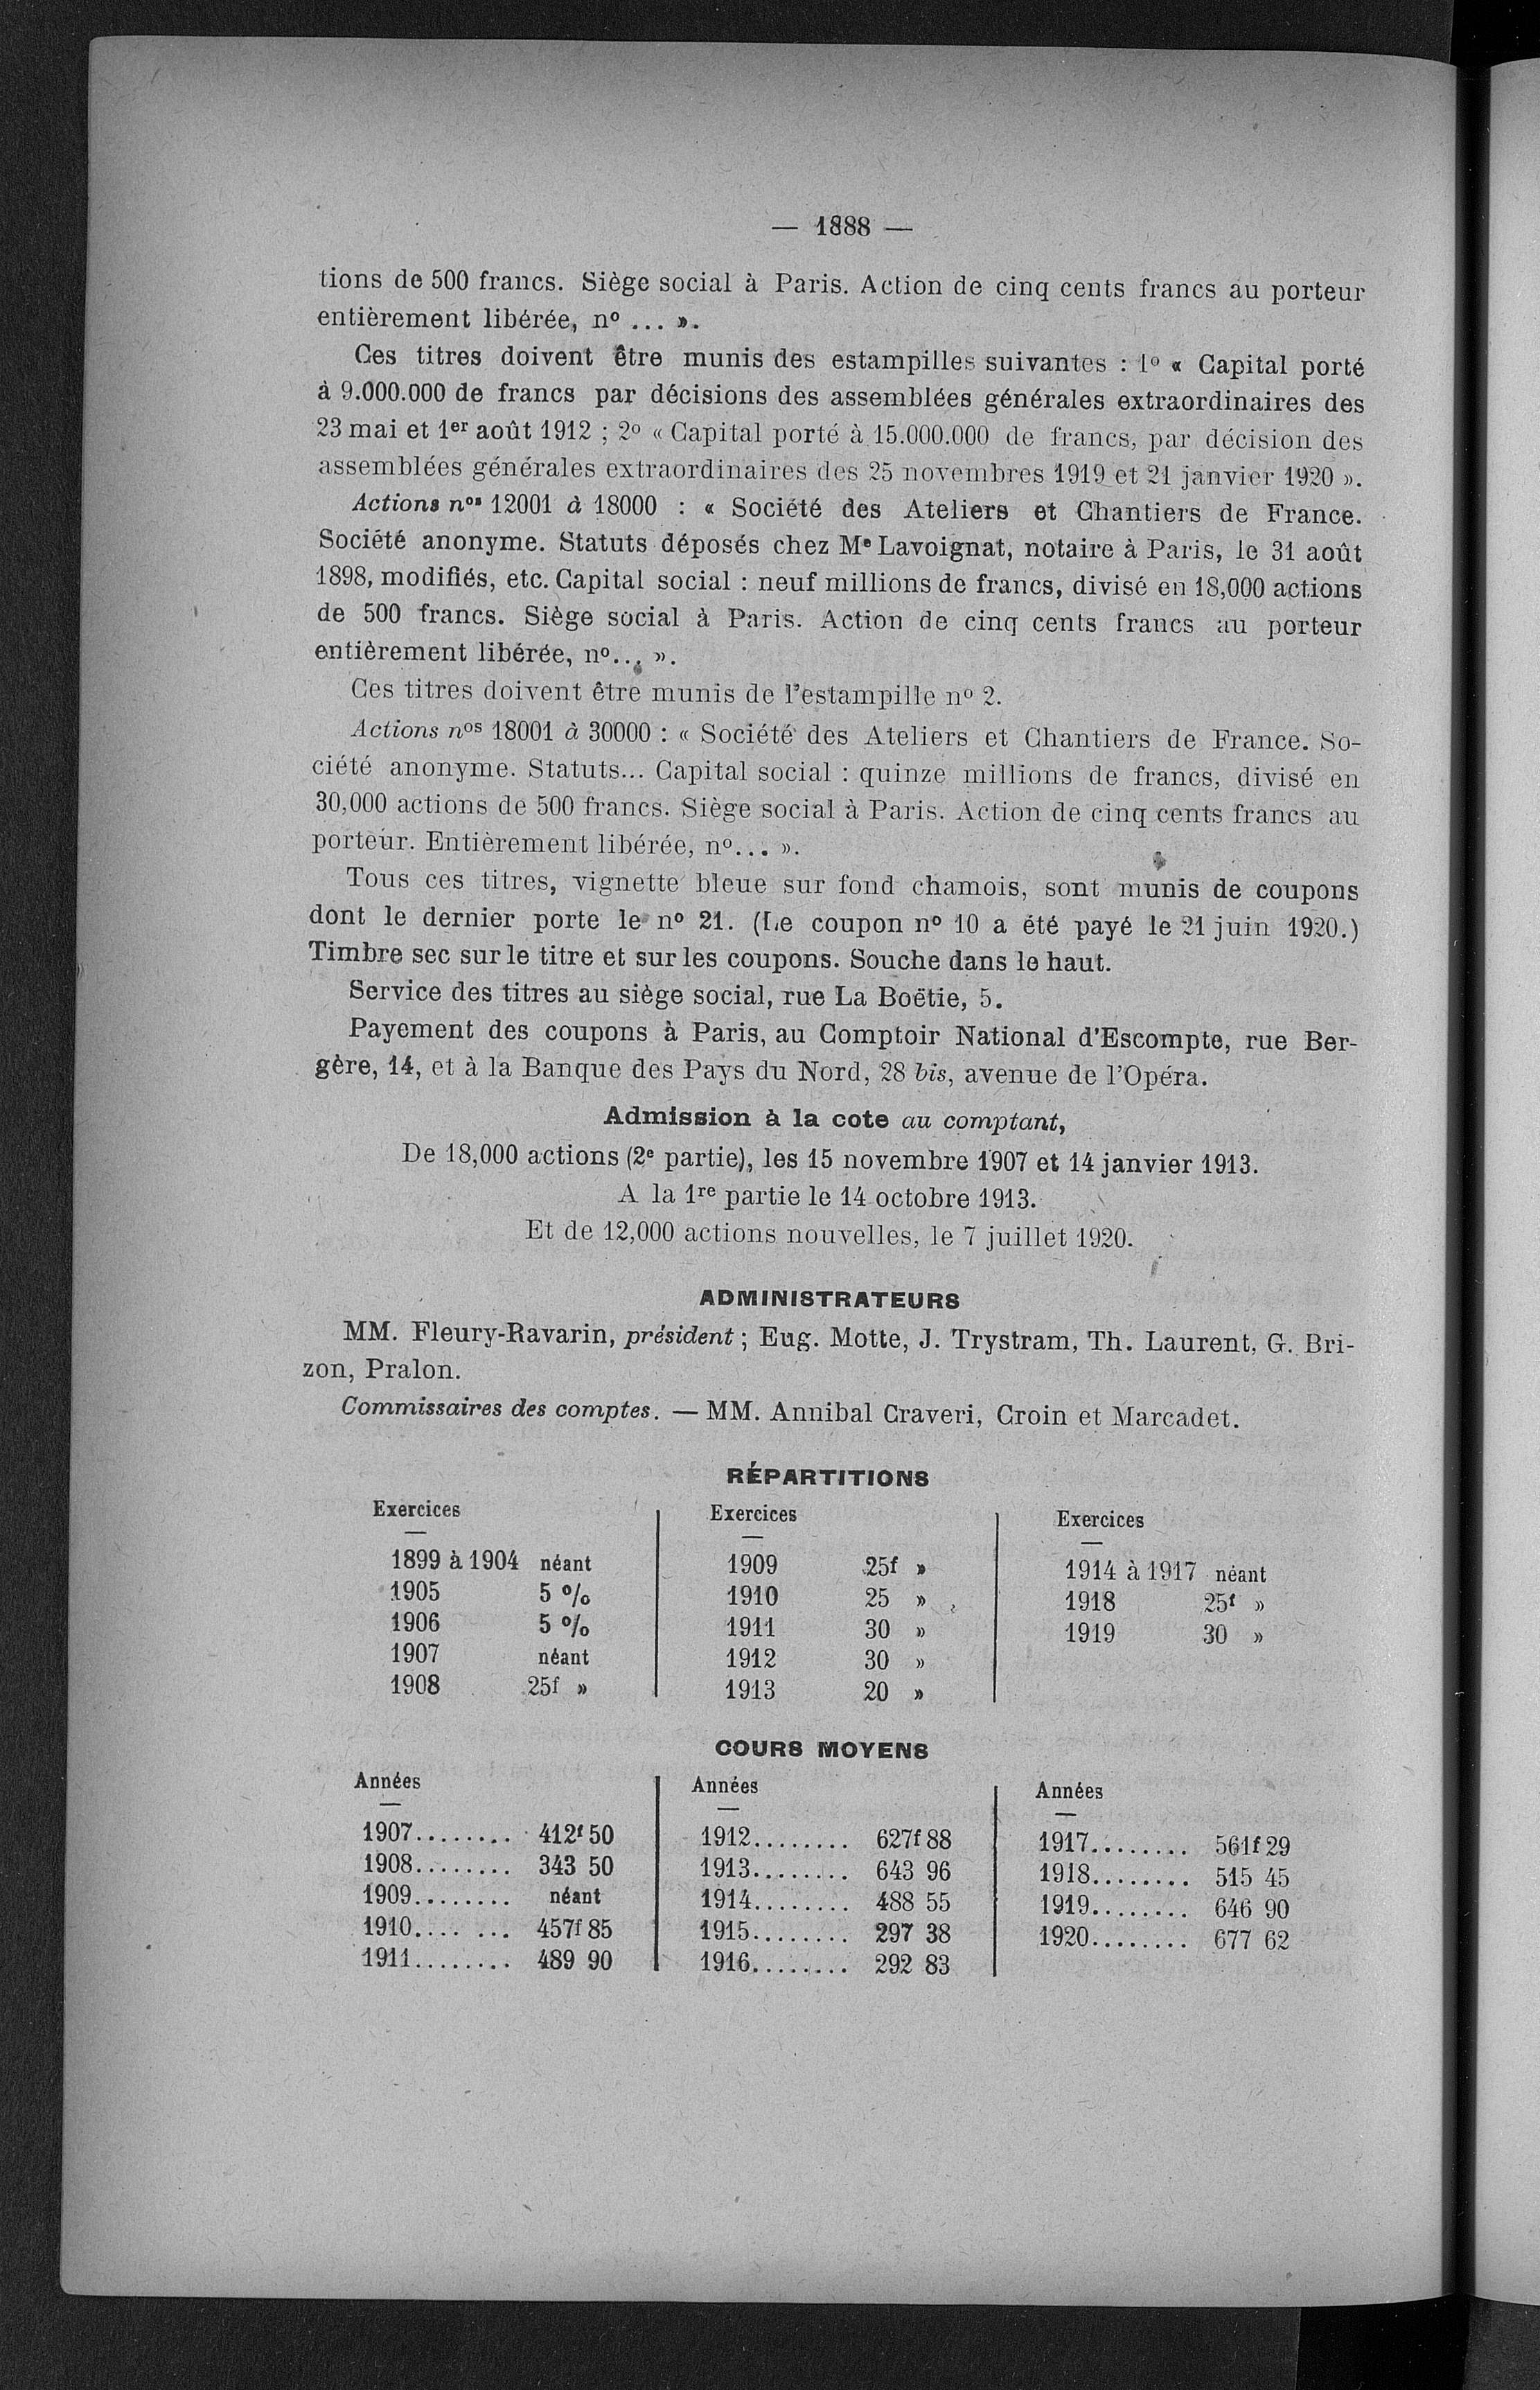 — 1888 —
tions de 500 francs. Siège social à Paris. Action de cinq cents francs au porteur
entièrement libérée, nº ... ».
Ces titres doivent être munis des estampilles suivantes : 1º « Capital porté
à 9.000.000 de francs par décisions des assemblées générales extraordinaires des
23 mai et 1er août 1912 ; 2º « Capital porté à 15.000.000 de francs, par décision des
assemblées générales extraordinaires des 25 novembres 1919 et 21 janvier 1920 ».
Actions nos 12001 à 18000 : « Société des Ateliers et Chantiers de France.
Société anonyme. Statuts déposés chez Me Lavoignat, notaire à Paris, le 31 août
1898, modifiés, etc. Capital social : neuf millions de francs, divisé en 18,000 actions
de 500 francs. Siège social à Paris. Action de cinq cents francs au porteur
entièrement libérée, nº... ».
Ces titres doivent être munis de l'estampille nº 2.
Actions nos 18001 à 30000 : « Société des Ateliers et Chantiers de France. So-
ciété anonyme. Statuts... Capital social : quinze millions de francs, divisé en
30,000 actions de 500 francs. Siège social à Paris. Action de cinq cents francs au
porteur. Entièrement libérée, nº... ».
Tous ces titres, vignette bleue sur fond chamois, sont munis de coupons
dont le dernier porte le nº 21. (Le coupon nº 10 a été payé le 21 juin 1920.)
Timbre sec sur le titre et sur les coupons. Souche dans le haut.
Service des titres au siège social, rue La Boëtie, 5.
Payement des coupons à Paris, au Comptoir National d'Escompte, rue Ber-
gère, 14, et à la Banque des Pays du Nord, 28 bis, avenue de l'Opéra.
Admission à la cote au comptant,
De 18,000 actions (2e partie), les 15 novembre 1907 et 14 janvier 1913.
A la 1re partie le 14 octobre 1913.
Et de 12,000 actions nouvelles, le 7 juillet 1920.
ADMINISTRATEURS
MM. Fleury-Ravarin, président ; Eug. Motte, J. Trystram, Th. Laurent, G. Bri-
zon, Pralon.
Commissaires des comptes. — MM. Annibal Craveri, Croin et Marcadet.
RÉPARTITIONS
Exercices
1899 à 1904 néant
1905 5 %
1906 5 %
1907 néant
1908 25f »
Exercices
1909 25f »
1910 25 »
1911 30 »
1912 30 »
1913 20 »
Exercices
1914 à 1917 néant
1918 25f »
1919 30 »
COURS MOYENS
Années
1907........ 412f 50
1908........ 343 50
1909........ néant
1910.... ... 457f 85
1911........ 489 90
Années
1912........ 627f 88
1913........ 643 96
1914........ 488 55
1915........ 297 38
1916........ 292 83
Années
1917........ 561f 29
1918........ 515 45
1919........ 646 90
1920........ 677 62